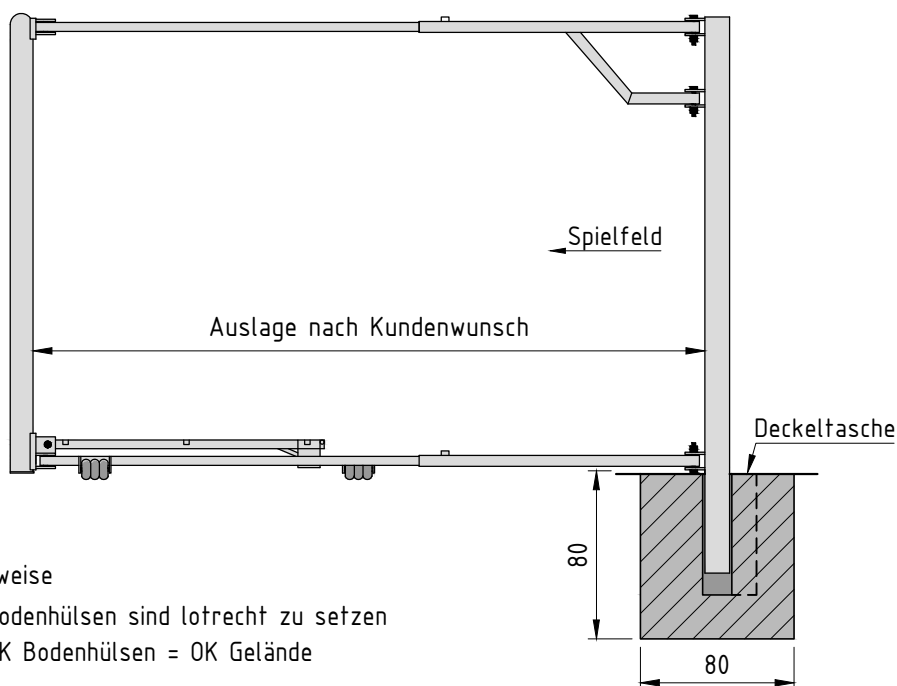 Spielfeld
Auslage nach Kundenwunsch
Deckeltasche
80
weise
odenhülsen sind lotrecht zu setzen
K Bodenhülsen = OK Gelände
80